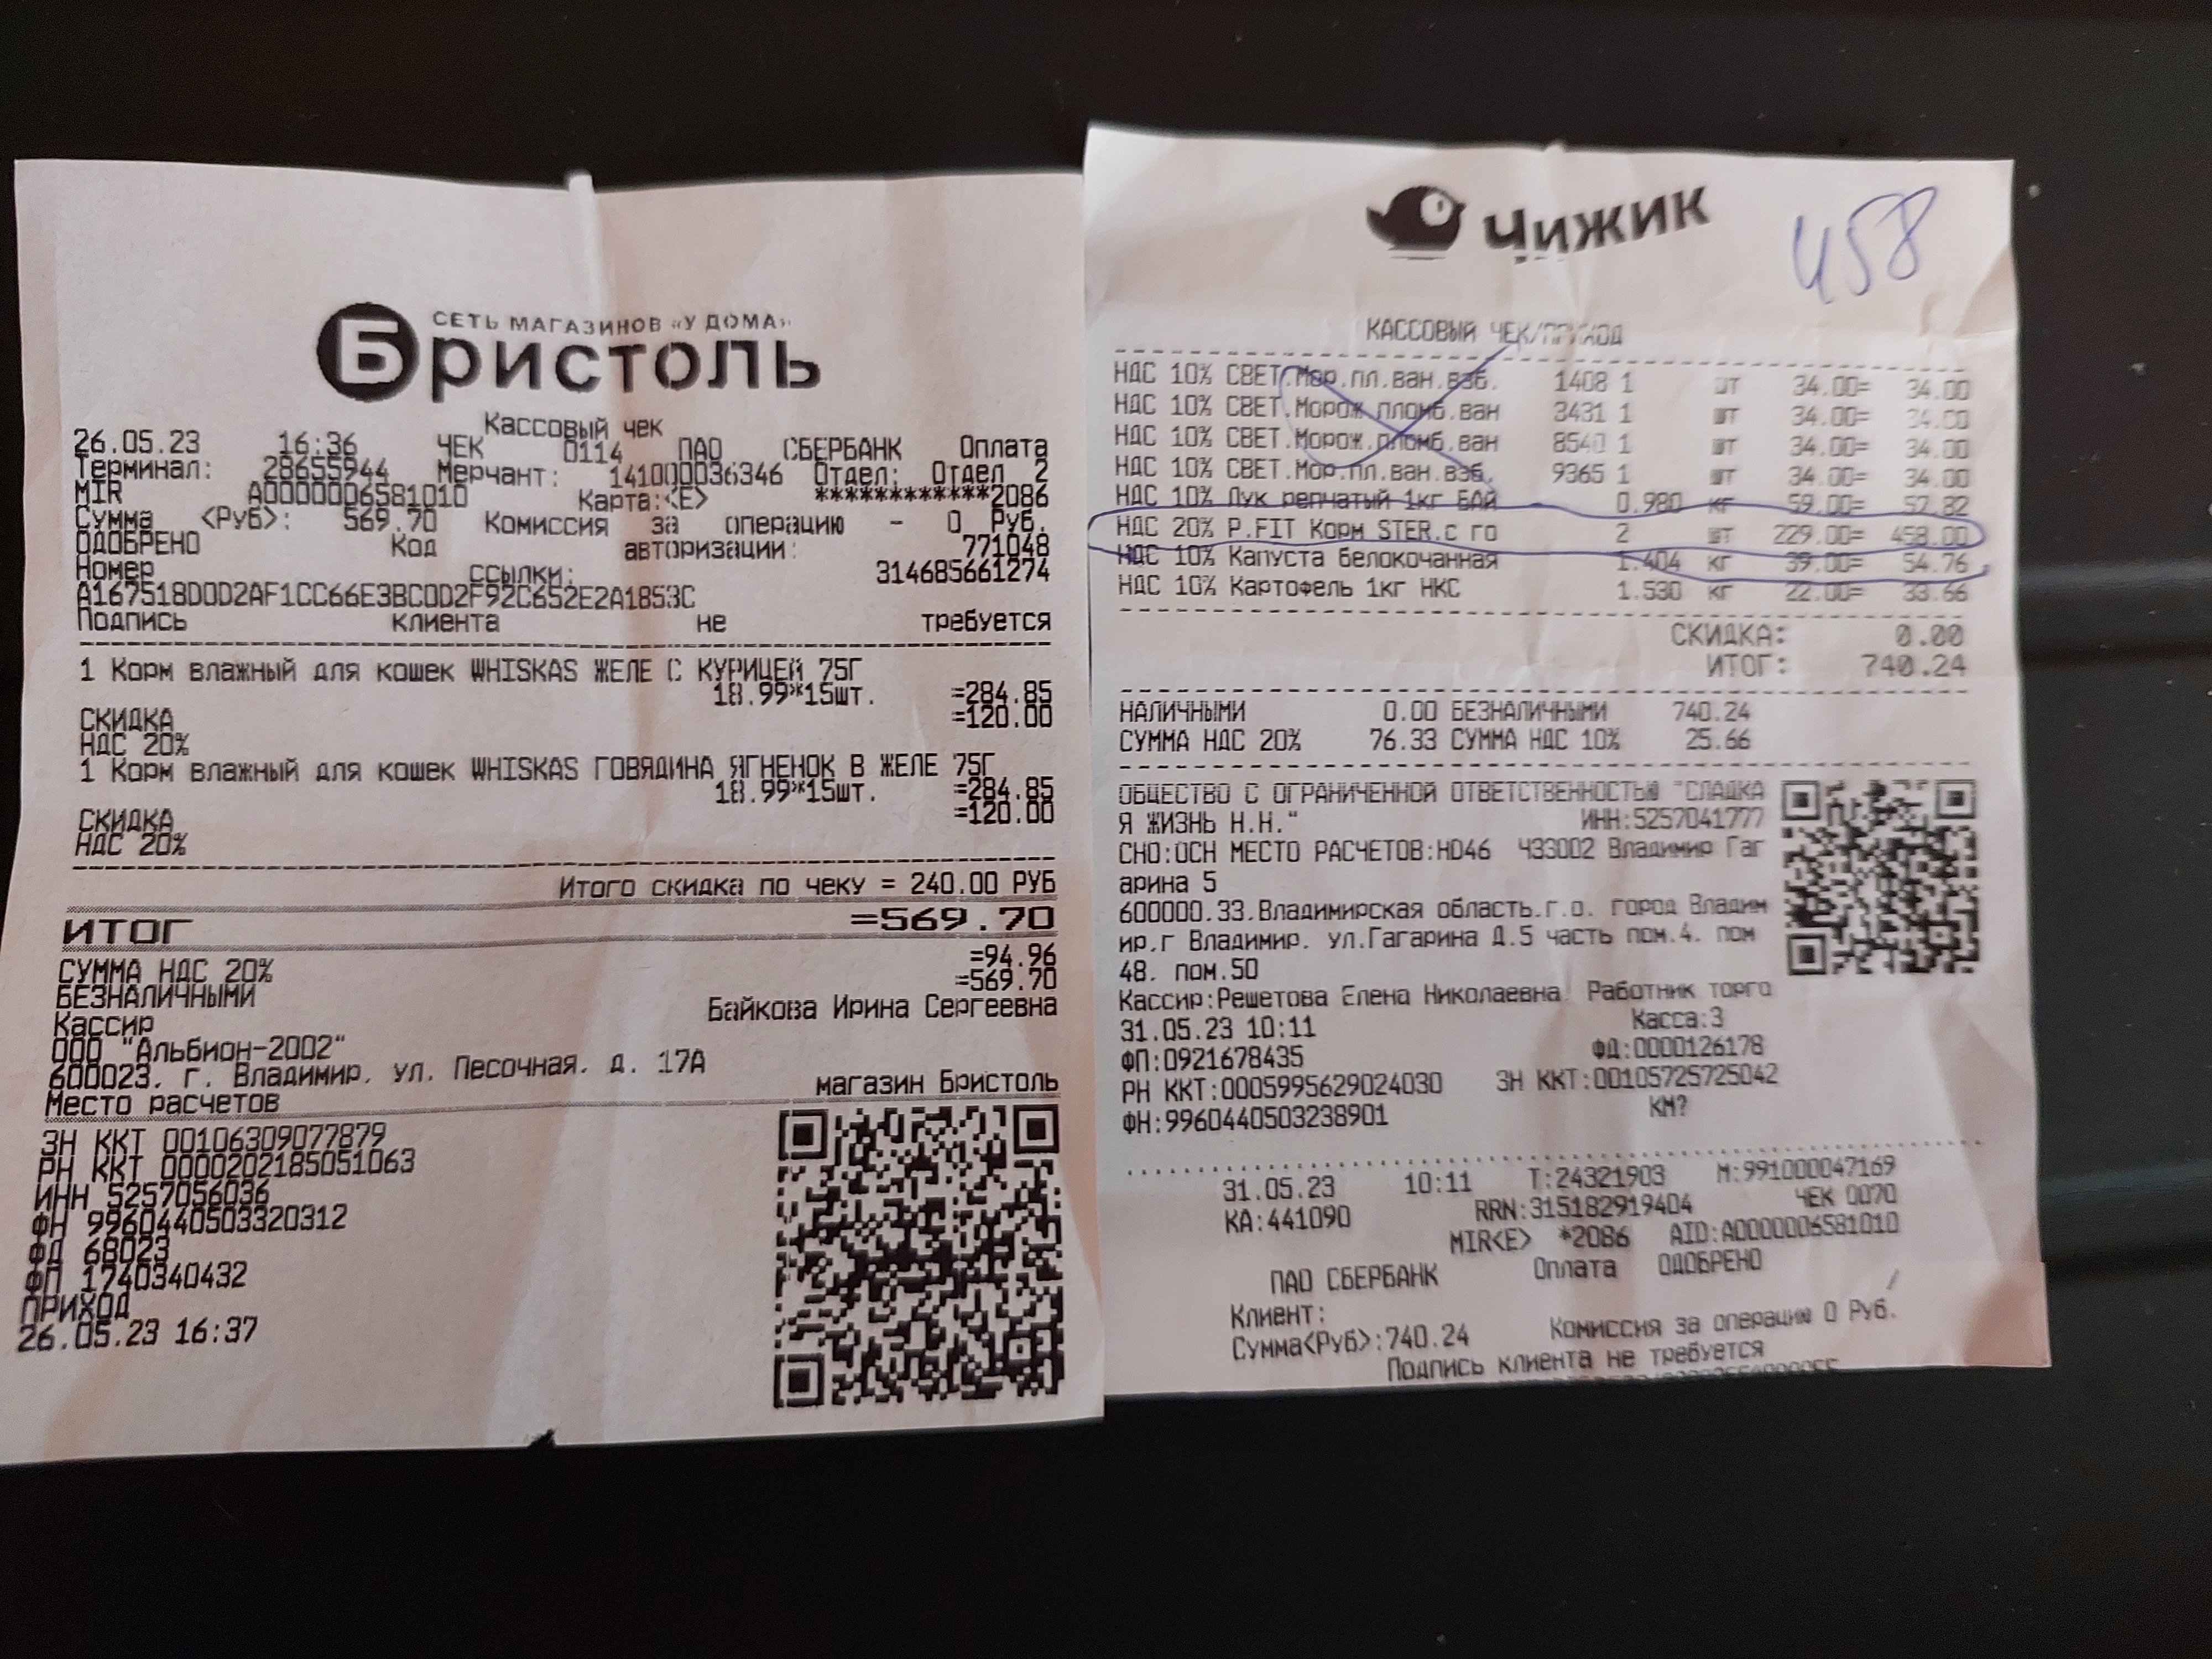 СЕТЬ МАГАЗИНОВ «У ДОМА»
Бристоль
Кассовый чек
26.05.23 16:36 ЧЕК 0114 ПАО СБЕРБАНК Оплата
Терминал: 28655944 Мерчант: 141000036346 Отдел: Отдел 2
MIR A0000006581010 Карта:<E> ************2086
Сумма <Руб>: 569.70 Комиссия за операцию - 0 Руб.
ОДОБРЕНО Код авторизации: 771048
Номер ссылки: 314685661274
A167518D0D2AF1CC66E3BC0D2F92C652E2A1853C
Подпись клиента не требуется
1 Корм влажный для кошек WHISKAS ЖЕЛЕ С КУРИЦЕЙ 75Г
18.99*15шт. =284.85
СКИДКА =120.00
НДС 20%
1 Корм влажный для кошек WHISKAS ГОВЯДИНА ЯГНЕНОК В ЖЕЛЕ 75Г
18.99*15шт. =284.85
СКИДКА =120.00
НДС 20%
Итого скидка по чеку = 240.00 РУБ
ИТОГ =569.70
СУММА НДС 20% =94.96
БЕЗНАЛИЧНЫМИ =569.70
Кассир Байкова Ирина Сергеевна
ООО "Альбион-2002"
600023, г. Владимир, ул. Песочная, д. 17А
Место расчетов магазин Бристоль
ЗН ККТ 00106309077879
РН ККТ 0000202185051063
ИНН 5257056036
ФН 9960440503320312
ФД 68023
ФП 1740340432
ПРИХОД
26.05.23 16:37
Чижик
458
КАССОВЫЙ ЧЕК/ПРИХОД
НДС 10% СВЕТ.Мор.пл.ван.взб. 1408 1 шт 34.00= 34.00
НДС 10% СВЕТ.Морож.пломб.ван 3431 1 шт 34.00= 34.00
НДС 10% СВЕТ.Морож.пломб.ван 8540 1 шт 34.00= 34.00
НДС 10% СВЕТ.Мор.пл.ван.взб. 9365 1 шт 34.00= 34.00
НДС 10% Лук репчатый 1кг БАЙ 0.980 кг 59.00= 57.82
НДС 20% P.FIT Корм STER.с го 2 шт 229.00= 458.00
НДС 10% Капуста белокочанная 1.404 кг 39.00= 54.76
НДС 10% Картофель 1кг НКС 1.530 кг 22.00= 33.66
СКИДКА: 0.00
ИТОГ: 740.24
НАЛИЧНЫМИ 0.00 БЕЗНАЛИЧНЫМИ 740.24
СУММА НДС 20% 76.33 СУММА НДС 10% 25.66
ОБЩЕСТВО С ОГРАНИЧЕННОЙ ОТВЕТСТВЕННОСТЬЮ "СЛАДКА
Я ЖИЗНЬ Н.Н." ИНН:5257041777
СНО:ОСН МЕСТО РАСЧЕТОВ:HD46 Ч33002 Владимир Гаг
арина 5
600000.33.Владимирская область.г.о. город Владим
ир.г Владимир. ул.Гагарина Д.5 часть пом.4. пом
48. пом.50
Кассир:Решетова Елена Николаевна Работник торго
31.05.23 10:11 Касса:3
ФП:0921678435 ФД:0000126178
РН ККТ:0005995629024030 ЗН ККТ:00105725725042
ФН:9960440503238901 КМ?
31.05.23 10:11 Т:24321903 М:991000047169
КА:441090 RRN:315182919404 ЧЕК 0070
MIR<E> *2086 AID:A0000006581010
ПАО СБЕРБАНК Оплата ОДОБРЕНО
Клиент:
Сумма<Руб>:740.24 Комиссия за операции 0 Руб.
Подпись клиента не требуется